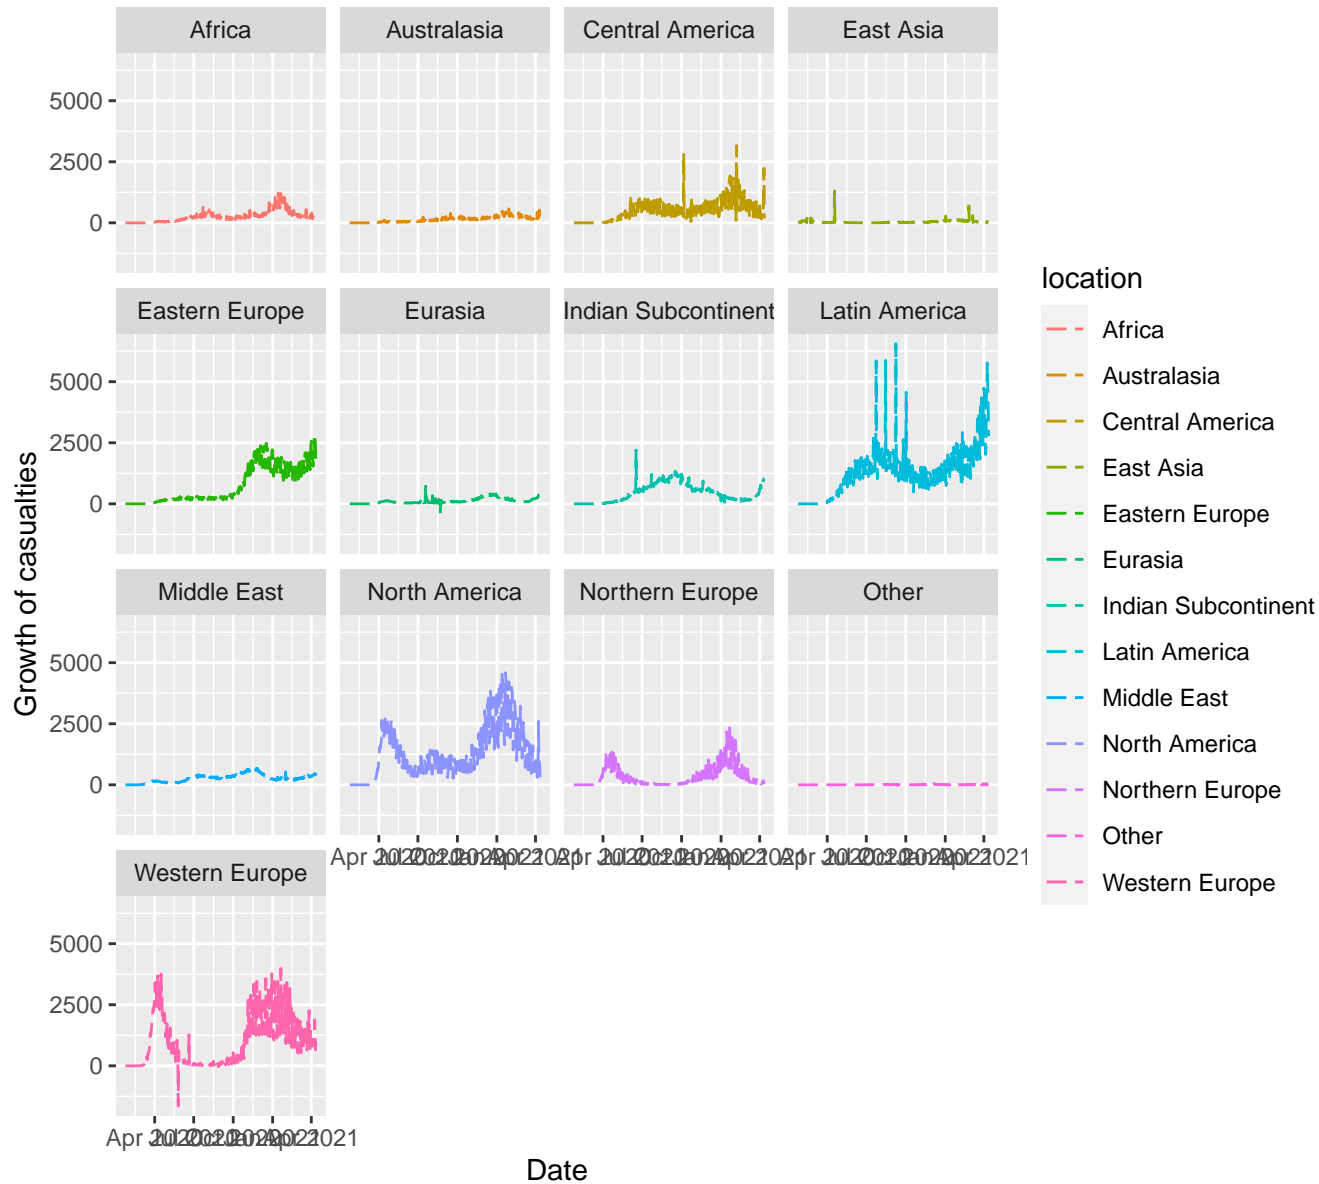 Africa
Australasia
Central America
East Asia
5000
2500
0
Eastern Europe
Eurasia
Indian Subcontinent
Latin America
5000
2500
0
Middle East
North America
Northern Europe
Other
5000
2500
0
Western Europe
5000
2500
0
Growth of casualties
Date
location
Africa
Australasia
Central America
East Asia
Eastern Europe
Eurasia
Indian Subcontinent
Latin America
Middle East
North America
Northern Europe
Other
Western Europe